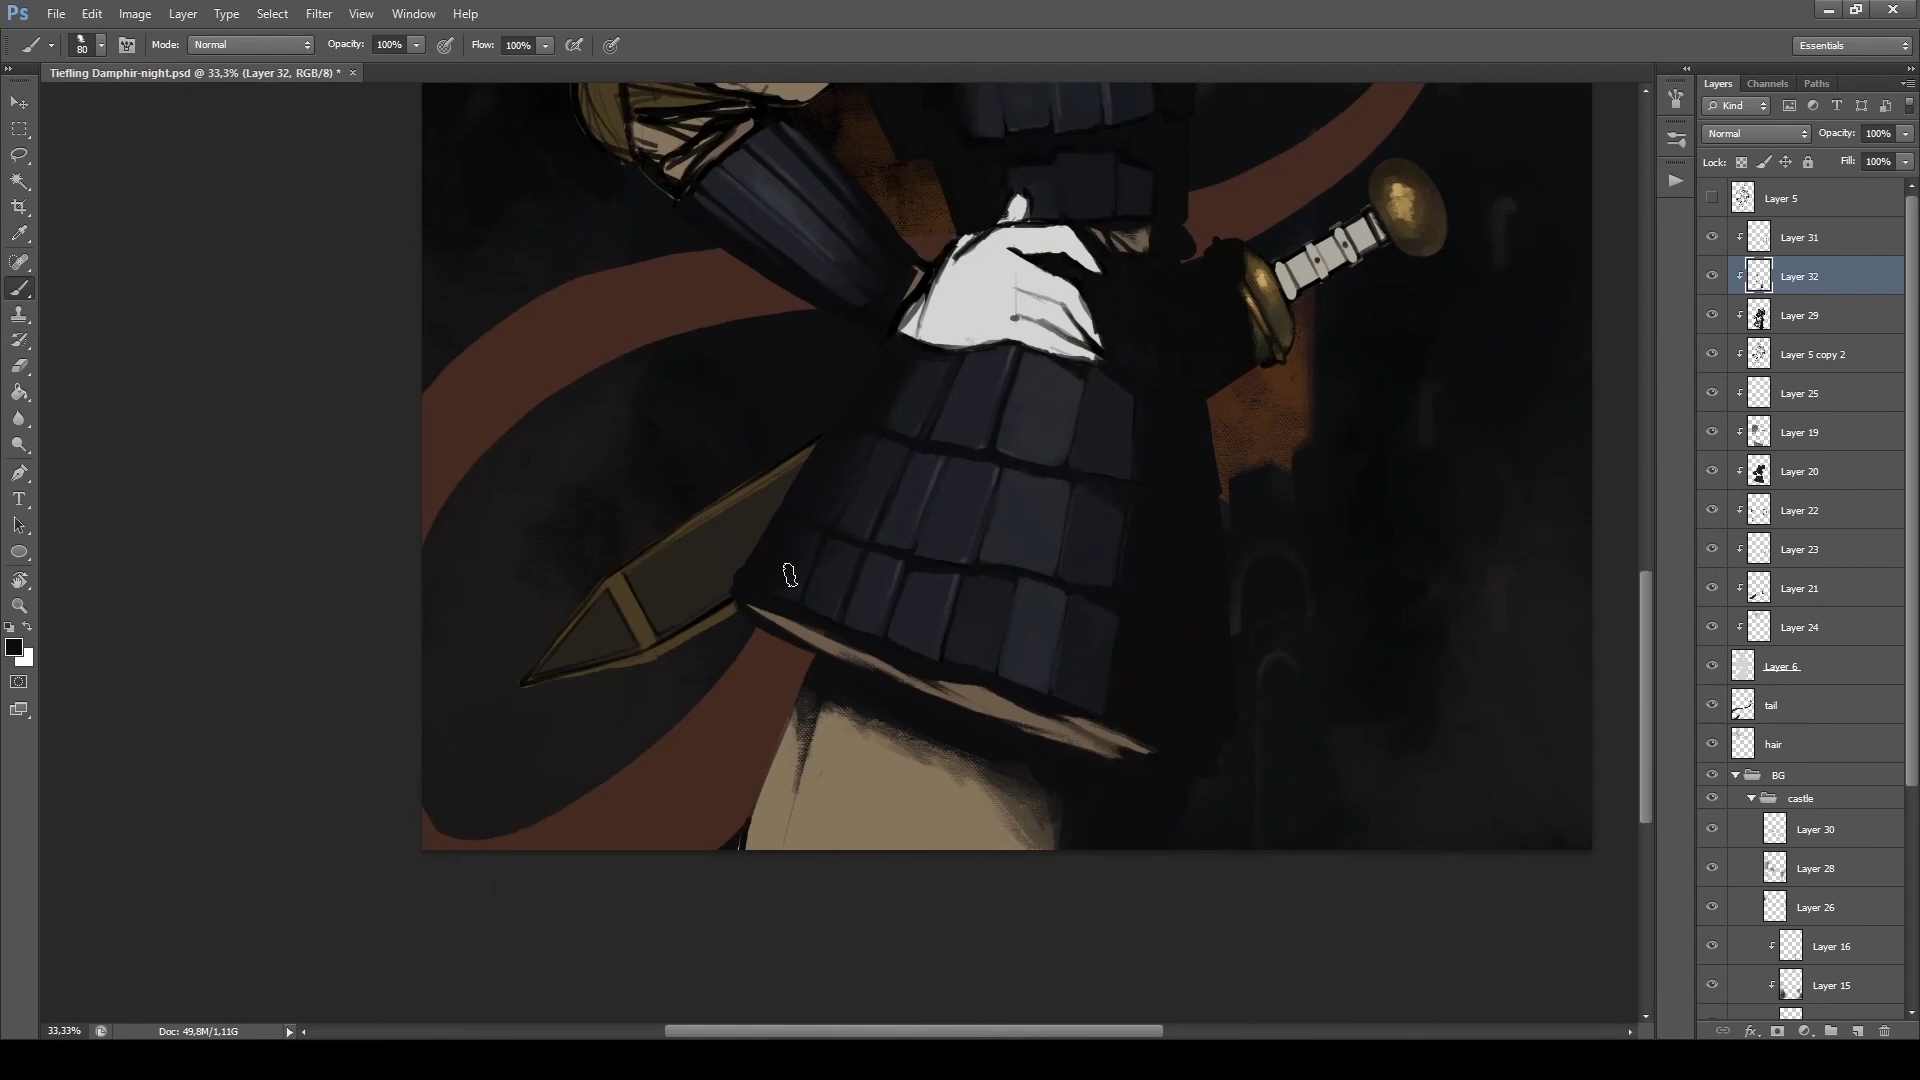 Ps File Edit Image Layer Type Select Filter Analysis View Window Help
80 Mode: Normal Opacity: 100% Flow: 100% Essentials
Tiefling Damphir-night.psd @ 33,3% (Layer 32, RGB/8) * ×
Layers Channels Paths
Kind T
Normal Opacity: 100%
Lock: Fill: 100%
Layer 5
Layer 31
Layer 32
Layer 29
Layer 5 copy 2
Layer 25
Layer 19
Layer 20
Layer 22
Layer 23
Layer 21
Layer 24
Layer 6
tail
hair
BG
castle
Layer 30
Layer 28
Layer 26
Layer 16
Layer 15
33,33% Doc: 49,8M/1,11G
fx